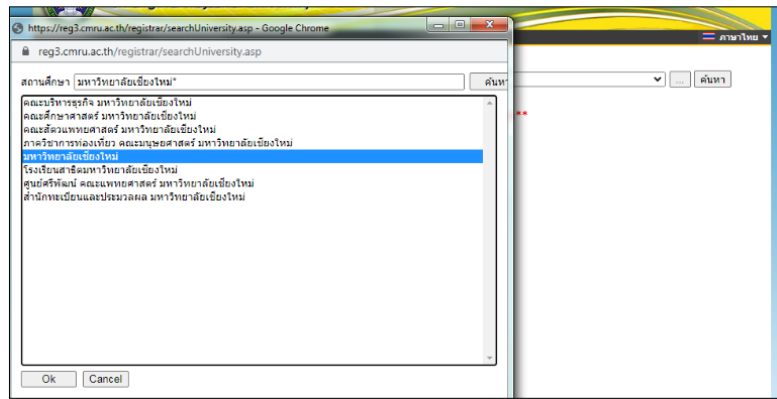 https://reg3.cmru.ac.th/registrar/searchUniversity.asp - Google Chrome
ภาษาไทย
reg3.cmru.ac.th/registrar/searchUniversity.asp
สถานศึกษา มหาวิทยาลัยเชียงใหม่*
... ค้นหา
คณะบริหารธุรกิจ มหาวิทยาลัยเชียงใหม่
คณะศึกษาศาสตร์ มหาวิทยาลัยเชียงใหม่
**
คณะสัตวแพทยศาสตร์ มหาวิทยาลัยเชียงใหม่
ภาควิชาการท่องเที่ยว คณะมนุษยศาสตร์ มหาวิทยาลัยเชียงใหม่
มหาวิทยาลัยเชียงใหม่
โรงเรียนสาธิตมหาวิทยาลัยเชียงใหม่
ศูนย์ศรีพัฒน์ คณะแพทยศาสตร์ มหาวิทยาลัยเชียงใหม่
สำนักทะเบียนและประมวลผล มหาวิทยาลัยเชียงใหม่
Ok Cancel